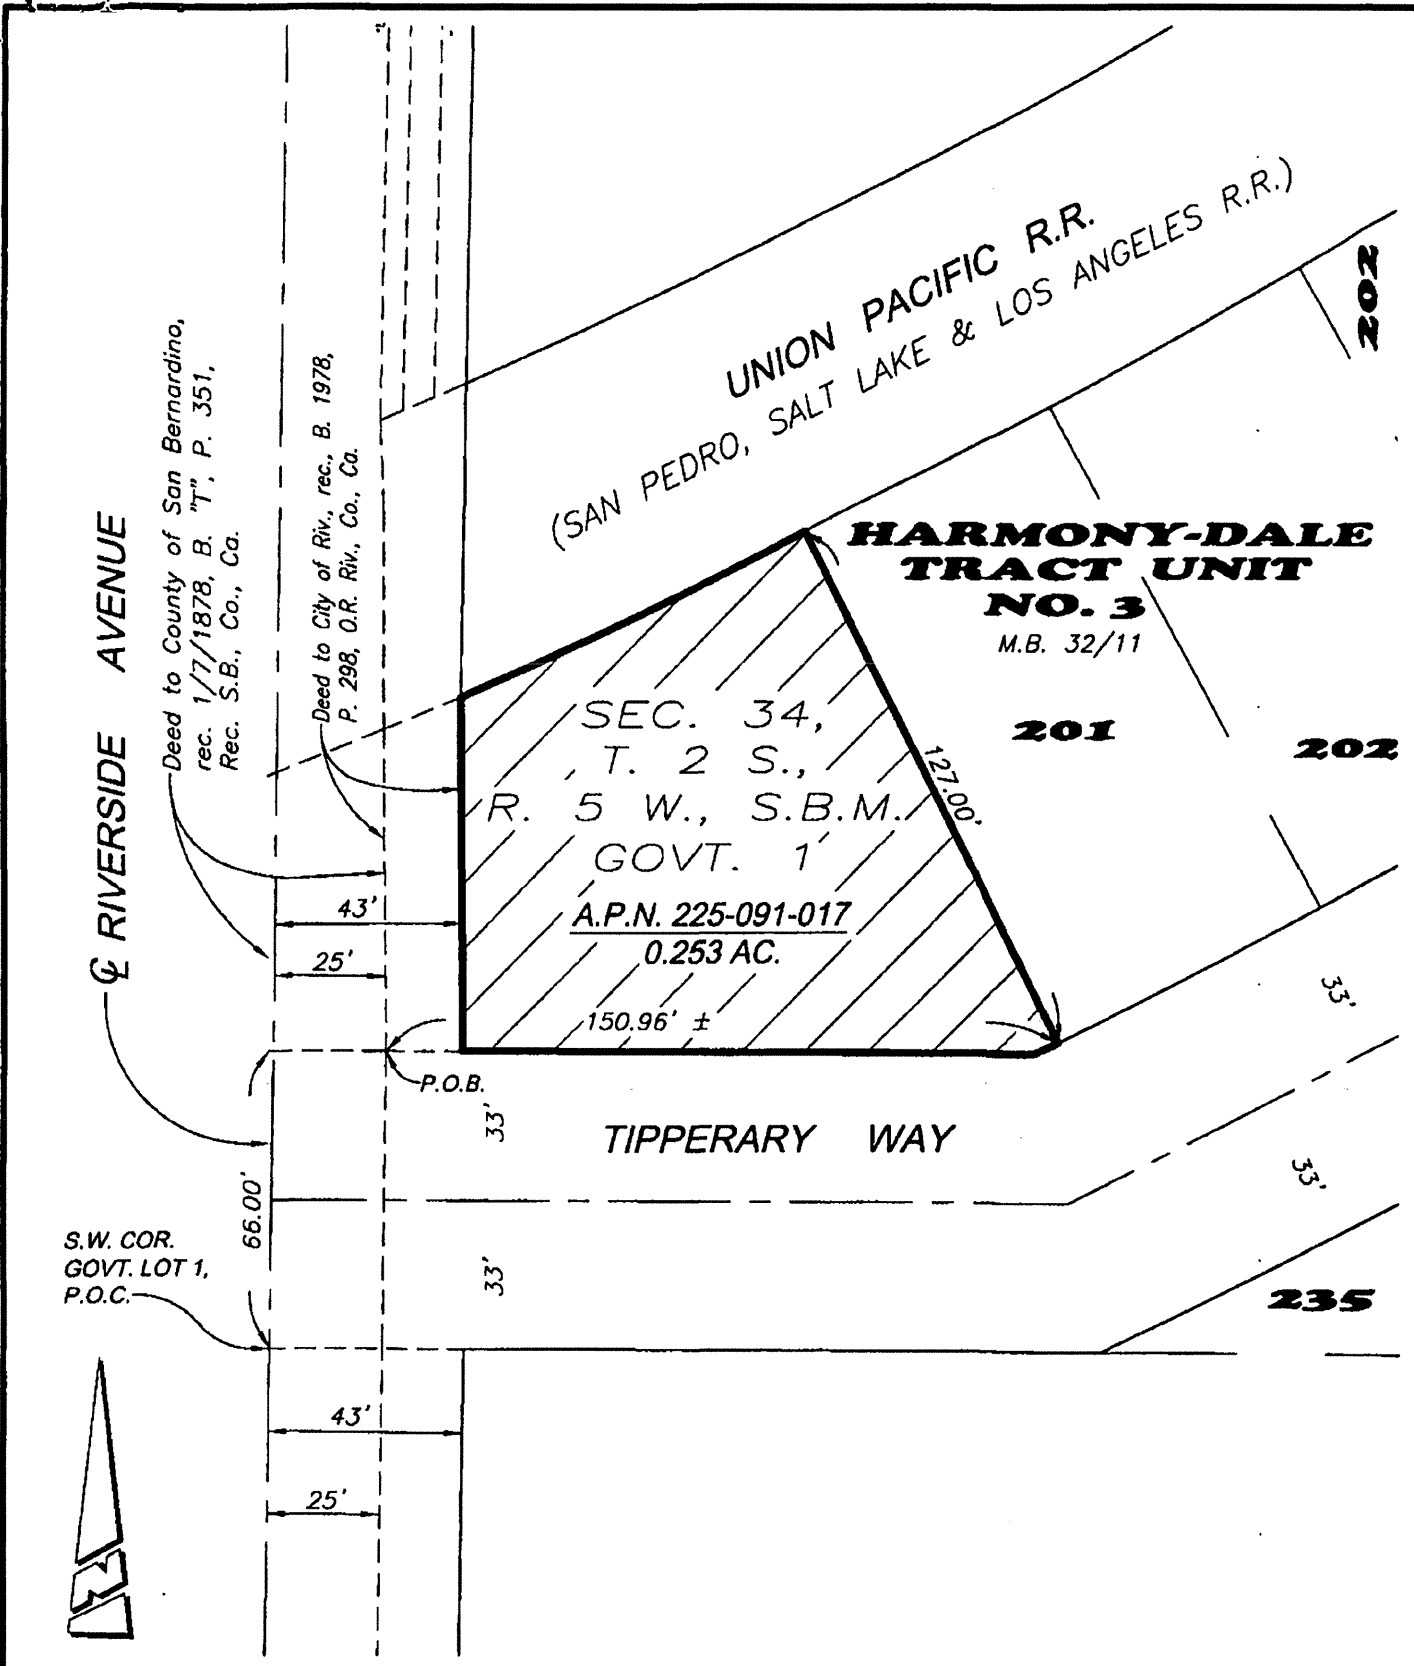 UNION PACIFIC R.R.
(SAN PEDRO, SALT LAKE & LOS ANGELES R.R.)
202
Deed to County of San Bernardino,
rec. 1/7/1878, B. "T", P. 351,
Rec. S.B., Co., Ca.
Deed to City of Riv., rec., B. 1978,
P. 298, O.R. Riv., Co., Ca.
℄ RIVERSIDE AVENUE
HARMONY-DALE
TRACT UNIT
NO. 3
M.B. 32/11
201
202
SEC. 34,
T. 2 S.,
R. 5 W., S.B.M.
GOVT. 1
A.P.N. 225-091-017
0.253 AC.
127.00'
150.96' ±
43'
25'
P.O.B.
33'
33'
TIPPERARY WAY
33'
33'
66.00'
S.W. COR.
GOVT. LOT 1,
P.O.C.
235
43'
25'
N